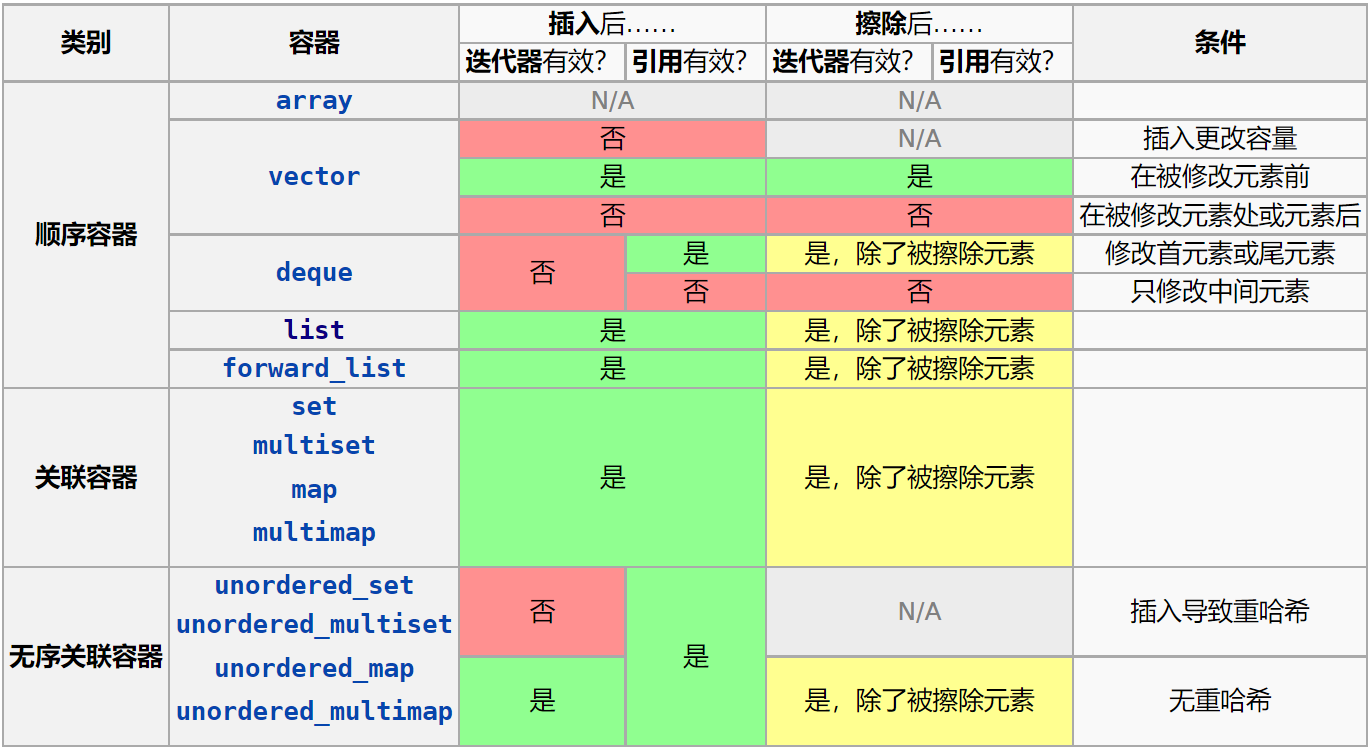 类别 容器 插入后…… 擦除后…… 条件
迭代器有效？ 引用有效？ 迭代器有效？ 引用有效？
顺序容器 array N/A N/A
vector 否 N/A 插入更改容量
是 是 在被修改元素前
否 否 在被修改元素处或元素后
deque 否 是 是，除了被擦除元素 修改首元素或尾元素
否 否 只修改中间元素
list 是 是，除了被擦除元素
forward_list 是 是，除了被擦除元素
关联容器 set 是 是，除了被擦除元素
multiset
map
multimap
无序关联容器 unordered_set 否 是 N/A 插入导致重哈希
unordered_multiset
unordered_map 是 是，除了被擦除元素 无重哈希
unordered_multimap